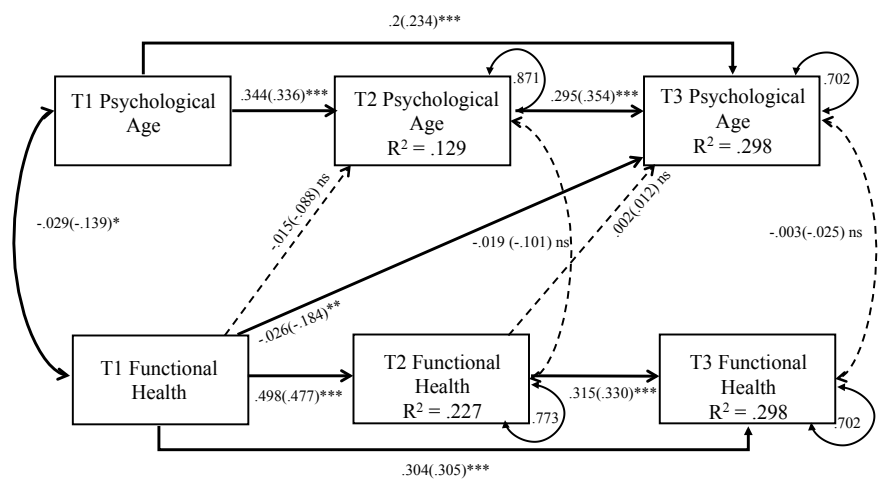 .2(.234)***
T1 Psychological
Age
.344(.336)***
T2 Psychological
Age
R² = .129
.871
.295(.354)***
T3 Psychological
Age
R² = .298
.702
-.029(-.139)*
-.015(-.088) ns
-.026(-.184)**
-.019 (-.101) ns
.002(.012) ns
-.003(-.025) ns
T1 Functional
Health
.498(.477)***
T2 Functional
Health
R² = .227
.773
.315(.330)***
T3 Functional
Health
R² = .298
.702
.304(.305)***